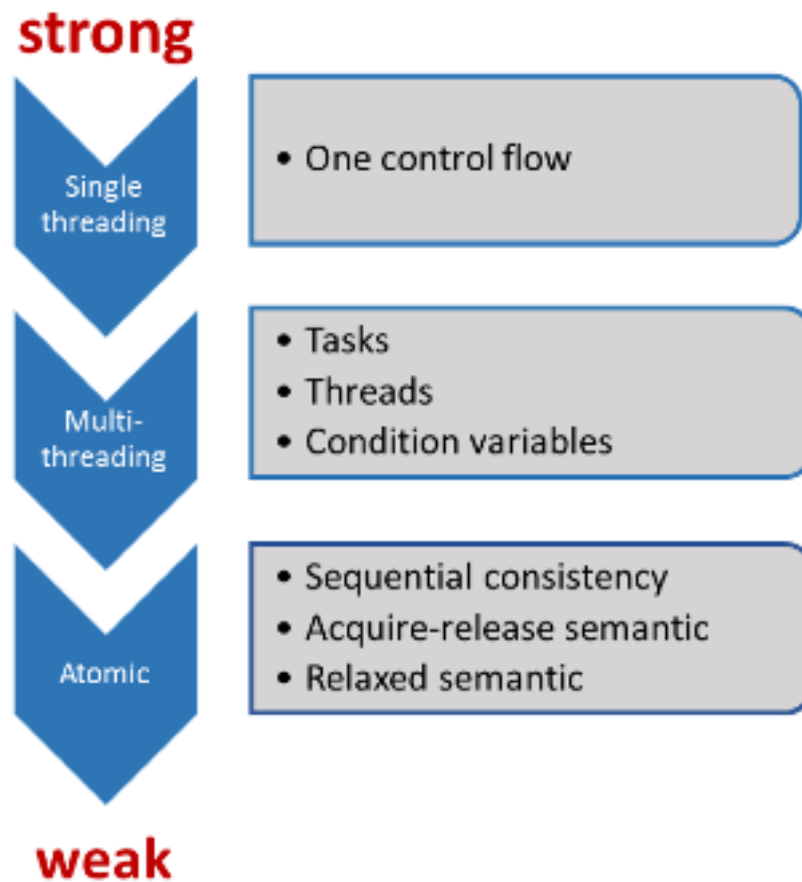 strong
Single
threading
• One control flow
Multi-
threading
• Tasks
• Threads
• Condition variables
Atomic
• Sequential consistency
• Acquire-release semantic
• Relaxed semantic
weak